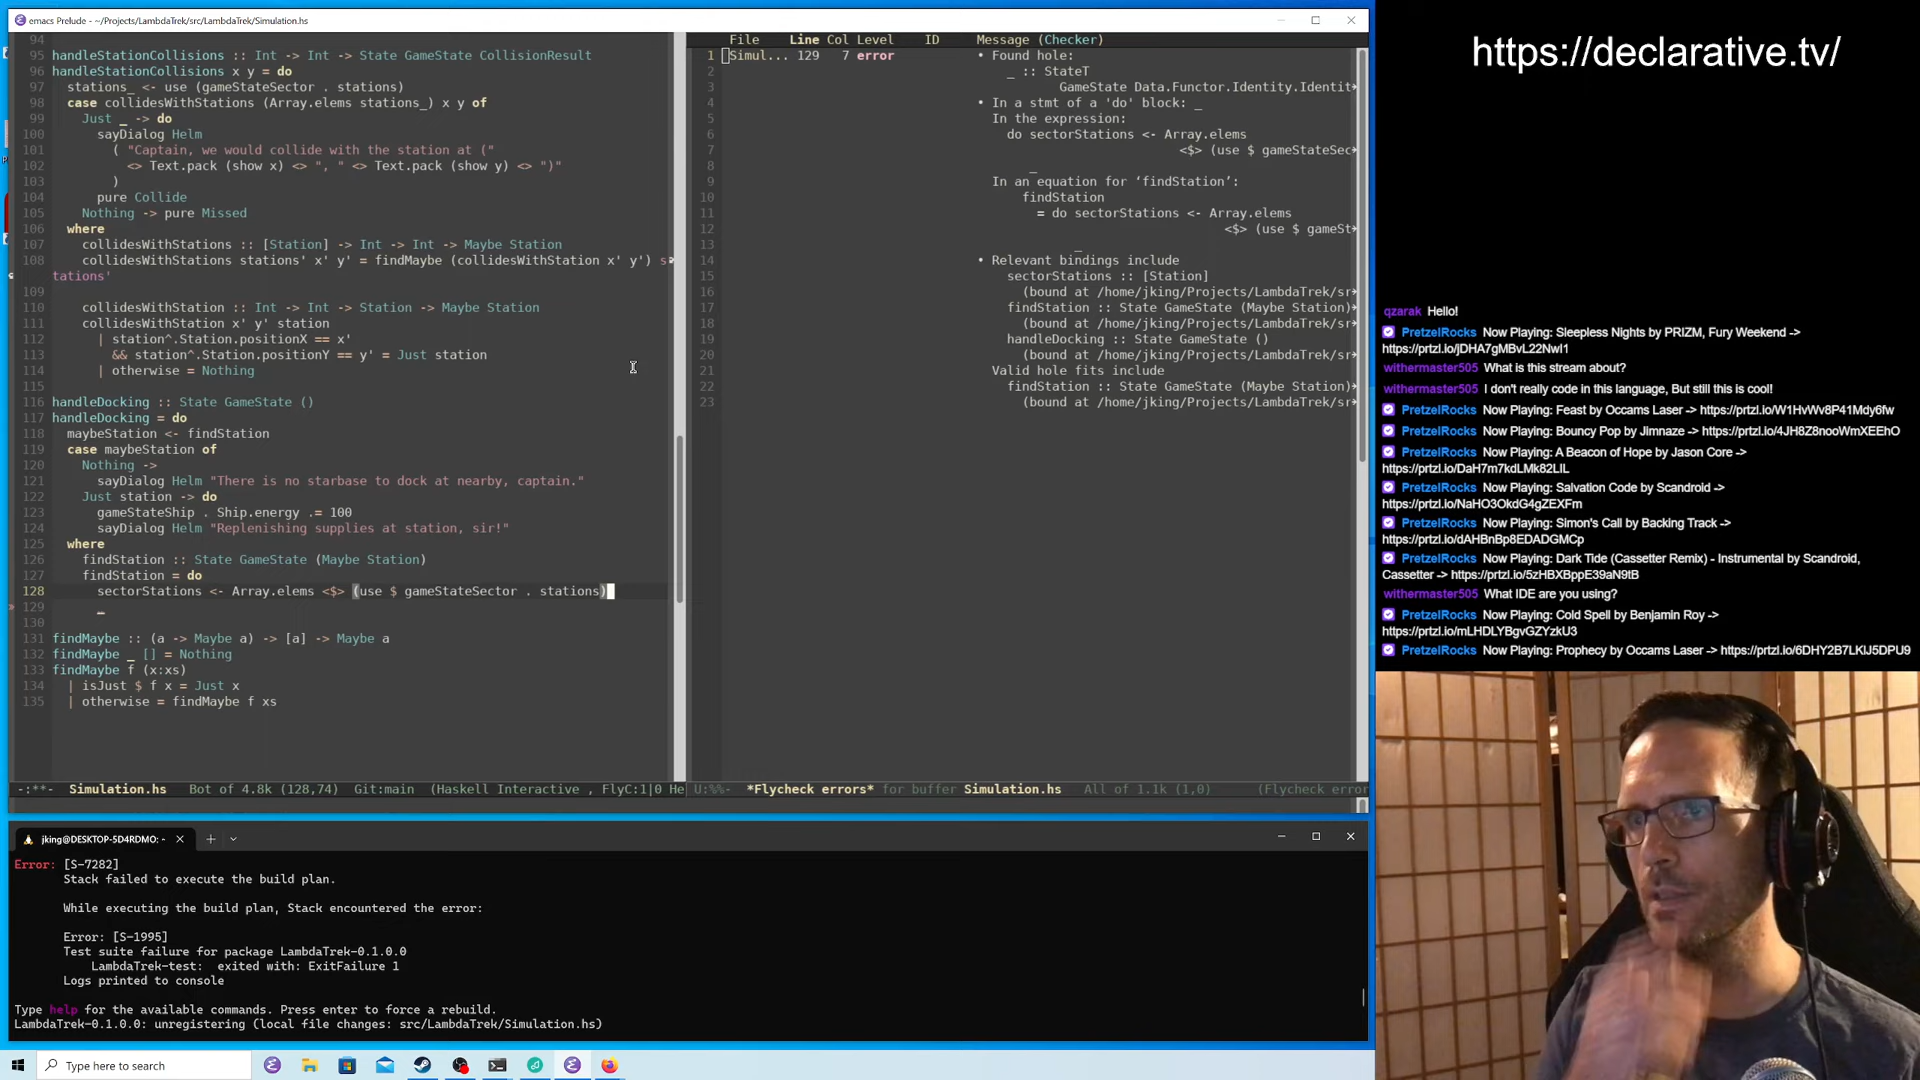 emacs Prelude - ~/Projects/LambdaTrek/src/LambdaTrek/Simulation.hs
94
95 handleStationCollisions :: Int -> Int -> State GameState CollisionResult
96 handleStationCollisions x y = do
97 stations_ <- use (gameStateSector . stations)
98 case collidesWithStations (Array.elems stations_) x y of
99 Just _ -> do
100 sayDialog Helm
101 ( "Captain, we would collide with the station at ("
102 <> Text.pack (show x) <> ", " <> Text.pack (show y) <> ")"
103 )
104 pure Collide
105 Nothing -> pure Missed
106 where
107 collidesWithStations :: [Station] -> Int -> Int -> Maybe Station
108 collidesWithStations stations' x' y' = findMaybe (collidesWithStation x' y') s
tations'
109
110 collidesWithStation :: Int -> Int -> Station -> Maybe Station
111 collidesWithStation x' y' station
112 | station^.Station.positionX == x'
113 && station^.Station.positionY == y' = Just station
114 | otherwise = Nothing
115
116 handleDocking :: State GameState ()
117 handleDocking = do
118 maybeStation <- findStation
119 case maybeStation of
120 Nothing ->
121 sayDialog Helm "There is no starbase to dock at nearby, captain."
122 Just station -> do
123 gameStateShip . Ship.energy .= 100
124 sayDialog Helm "Replenishing supplies at station, sir!"
125 where
126 findStation :: State GameState (Maybe Station)
127 findStation = do
128 sectorStations <- Array.elems <$> (use $ gameStateSector . stations)
129 _
130
131 findMaybe :: (a -> Maybe a) -> [a] -> Maybe a
132 findMaybe _ [] = Nothing
133 findMaybe f (x:xs)
134 | isJust $ f x = Just x
135 | otherwise = findMaybe f xs
-:**- Simulation.hs Bot of 4.8k (128,74) Git:main (Haskell Interactive , FlyC:1|0 He
File Line Col Level ID Message (Checker)
1 Simul... 129 7 error • Found hole:
2 _ :: StateT
3 GameState Data.Functor.Identity.Identit
4 • In a stmt of a 'do' block: _
5 In the expression:
6 do sectorStations <- Array.elems
7 <$> (use $ gameStateSec
8 _
9 In an equation for ‘findStation’:
10 findStation
11 = do sectorStations <- Array.elems
12 <$> (use $ gameSt
13 _
14 • Relevant bindings include
15 sectorStations :: [Station]
16 (bound at /home/jking/Projects/LambdaTrek/sr
17 findStation :: State GameState (Maybe Station)
18 (bound at /home/jking/Projects/LambdaTrek/sr
19 handleDocking :: State GameState ()
20 (bound at /home/jking/Projects/LambdaTrek/sr
21 Valid hole fits include
22 findStation :: State GameState (Maybe Station)
23 (bound at /home/jking/Projects/LambdaTrek/sr
U:%%- *Flycheck errors* for buffer Simulation.hs All of 1.1k (1,0) (Flycheck error
jking@DESKTOP-5D4RDMO: ~
Error: [S-7282]
Stack failed to execute the build plan.
While executing the build plan, Stack encountered the error:
Error: [S-1995]
Test suite failure for package LambdaTrek-0.1.0.0
LambdaTrek-test: exited with: ExitFailure 1
Logs printed to console
Type help for the available commands. Press enter to force a rebuild.
LambdaTrek-0.1.0.0: unregistering (local file changes: src/LambdaTrek/Simulation.hs)
Type here to search
https://declarative.tv/
qzarak Hello!
PretzelRocks Now Playing: Sleepless Nights by PRIZM, Fury Weekend ->
https://prtzl.io/jDHA7gMBvL22Nwl1
withermaster505 What is this stream about?
withermaster505 I don't really code in this language, But still this is cool!
PretzelRocks Now Playing: Feast by Occams Laser -> https://prtzl.io/W1HvWv8P41Mdy6fw
PretzelRocks Now Playing: Bouncy Pop by Jimnaze -> https://prtzl.io/4JH8Z8nooWmXEEhO
PretzelRocks Now Playing: A Beacon of Hope by Jason Core ->
https://prtzl.io/DaH7m7kdLMk82LIL
PretzelRocks Now Playing: Salvation Code by Scandroid ->
https://prtzl.io/NaHO3OkdG4gZEXFm
PretzelRocks Now Playing: Simon's Call by Backing Track ->
https://prtzl.io/dAHBnBp8EDADGMCp
PretzelRocks Now Playing: Dark Tide (Cassetter Remix) - Instrumental by Scandroid,
Cassetter -> https://prtzl.io/5zHBXBppE39aN9tB
withermaster505 What IDE are you using?
PretzelRocks Now Playing: Cold Spell by Benjamin Roy ->
https://prtzl.io/mLHDLYBgvGZYzkU3
PretzelRocks Now Playing: Prophecy by Occams Laser -> https://prtzl.io/6DHY2B7LKlJ5DPU9